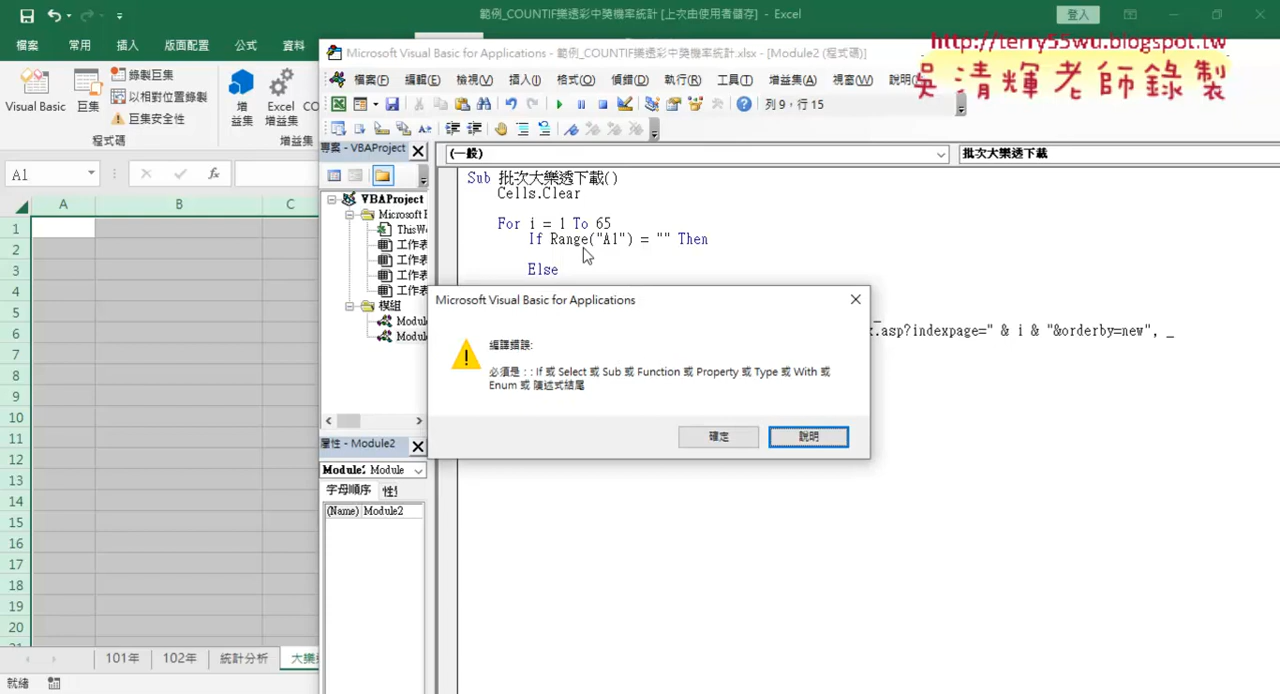 範例_COUNTIF樂透彩中獎機率統計 [上次由使用者儲存] - Excel
登入
檔案
常用
插入
版面配置
公式
資料
Visual Basic
巨集
錄製巨集
以相對位置錄製
巨集安全性
程式碼
增益集
Excel 增益集
CO
增益集
A1
fx
A B C
1
2
3
4
5
6
7
8
9
10
11
12
13
14
15
16
17
18
19
20
101年
102年
統計分析
大樂
就緒
Microsoft Visual Basic for Applications - 範例_COUNTIF樂透彩中獎機率統計.xlsx - [Module2 (程式碼)]
http://terry55wu.blogspot.tw
吳清輝老師錄製
檔案(F) 編輯(E) 檢視(V) 插入(I) 格式(O) 偵錯(D) 執行(R) 工具(T) 增益集(A) 視窗(W) 說明
列 9，行 15
專案 - VBAProject
VBAProject
Microsoft E
ThisWo
工作表
工作表
工作表
工作表
模組
Modul
Modul
屬性 - Module2
Module2 Module
字母順序
(Name) Module2
(一般)
批次大樂透下載
Sub 批次大樂透下載()
Cells.Clear
For i = 1 To 65
If Range("A1") = "" Then
Else
x.asp?indexpage=" & i & "&orderby=new", _
Microsoft Visual Basic for Applications
編譯錯誤:
必須是 : : If 或 Select 或 Sub 或 Function 或 Property 或 Type 或 With 或
Enum 或 陳述式結尾
確定
說明